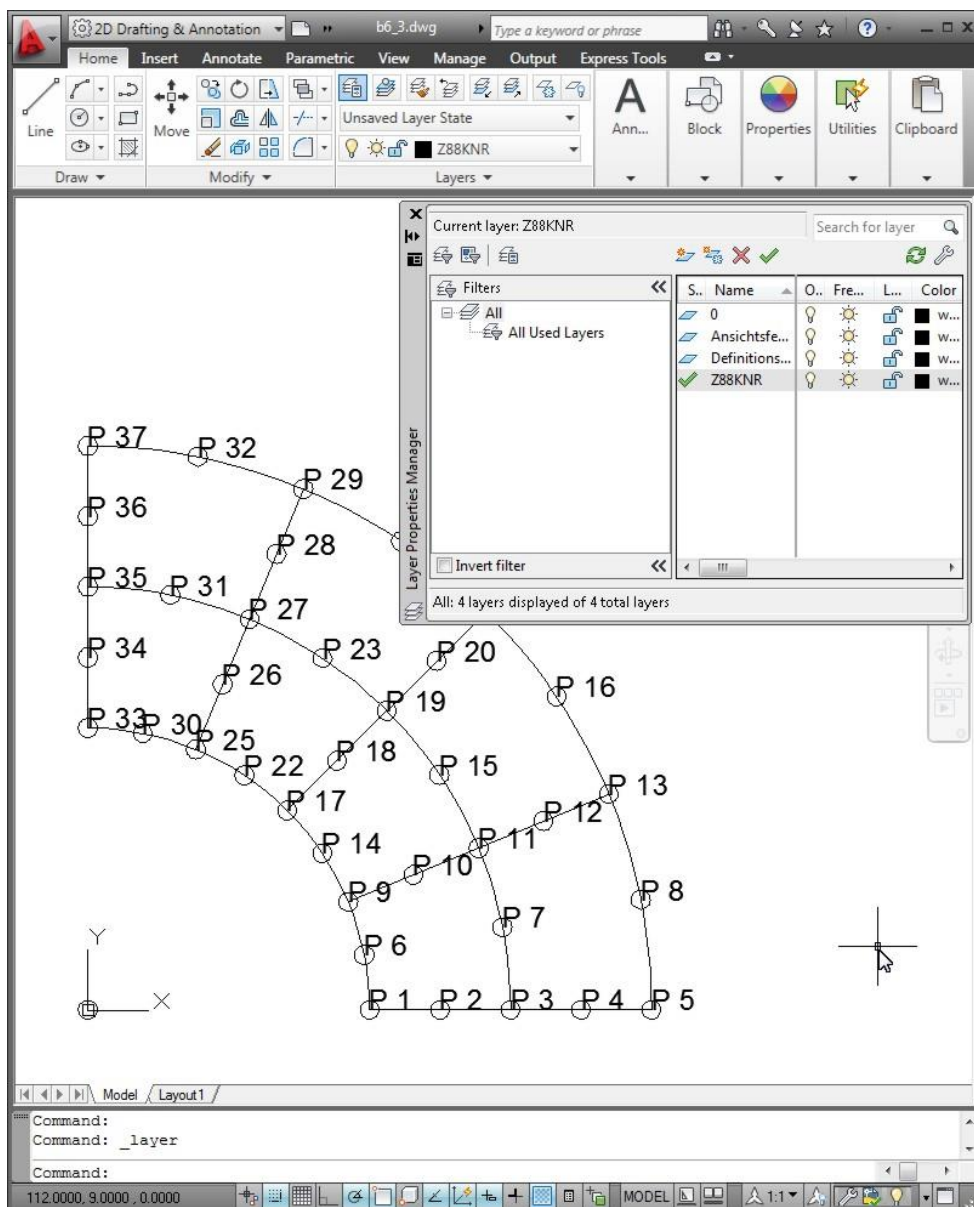 2D Drafting & Annotation b6_3.dwg Type a keyword or phrase
Home Insert Annotate Parametric View Manage Output Express Tools
Line
Move
Unsaved Layer State
Z88KNR
Ann...
Block
Properties
Utilities
Clipboard
Draw Modify Layers
Current layer: Z88KNR
Search for layer
Filters
All
All Used Layers
S.. Name O.. Fre... L... Color
0 w...
Ansichtsfe... w...
Definitions... w...
Z88KNR w...
Invert filter
All: 4 layers displayed of 4 total layers
Layer Properties Manager
P 37
P 32
P 29
P 36
P 28
P 35
P 31
P 27
P 34
P 23
P 20
P 26
P 16
P 19
P 33
P 30
P 25
P 18
P 22
P 15
P 13
P 17
P 12
P 14
P 11
P 10
P 9
P 8
P 7
P 6
Y
X
P 1
P 2
P 3
P 4
P 5
Model Layout1
Command:
Command: _layer
Command:
112.0000, 9.0000 , 0.0000 MODEL 1:1